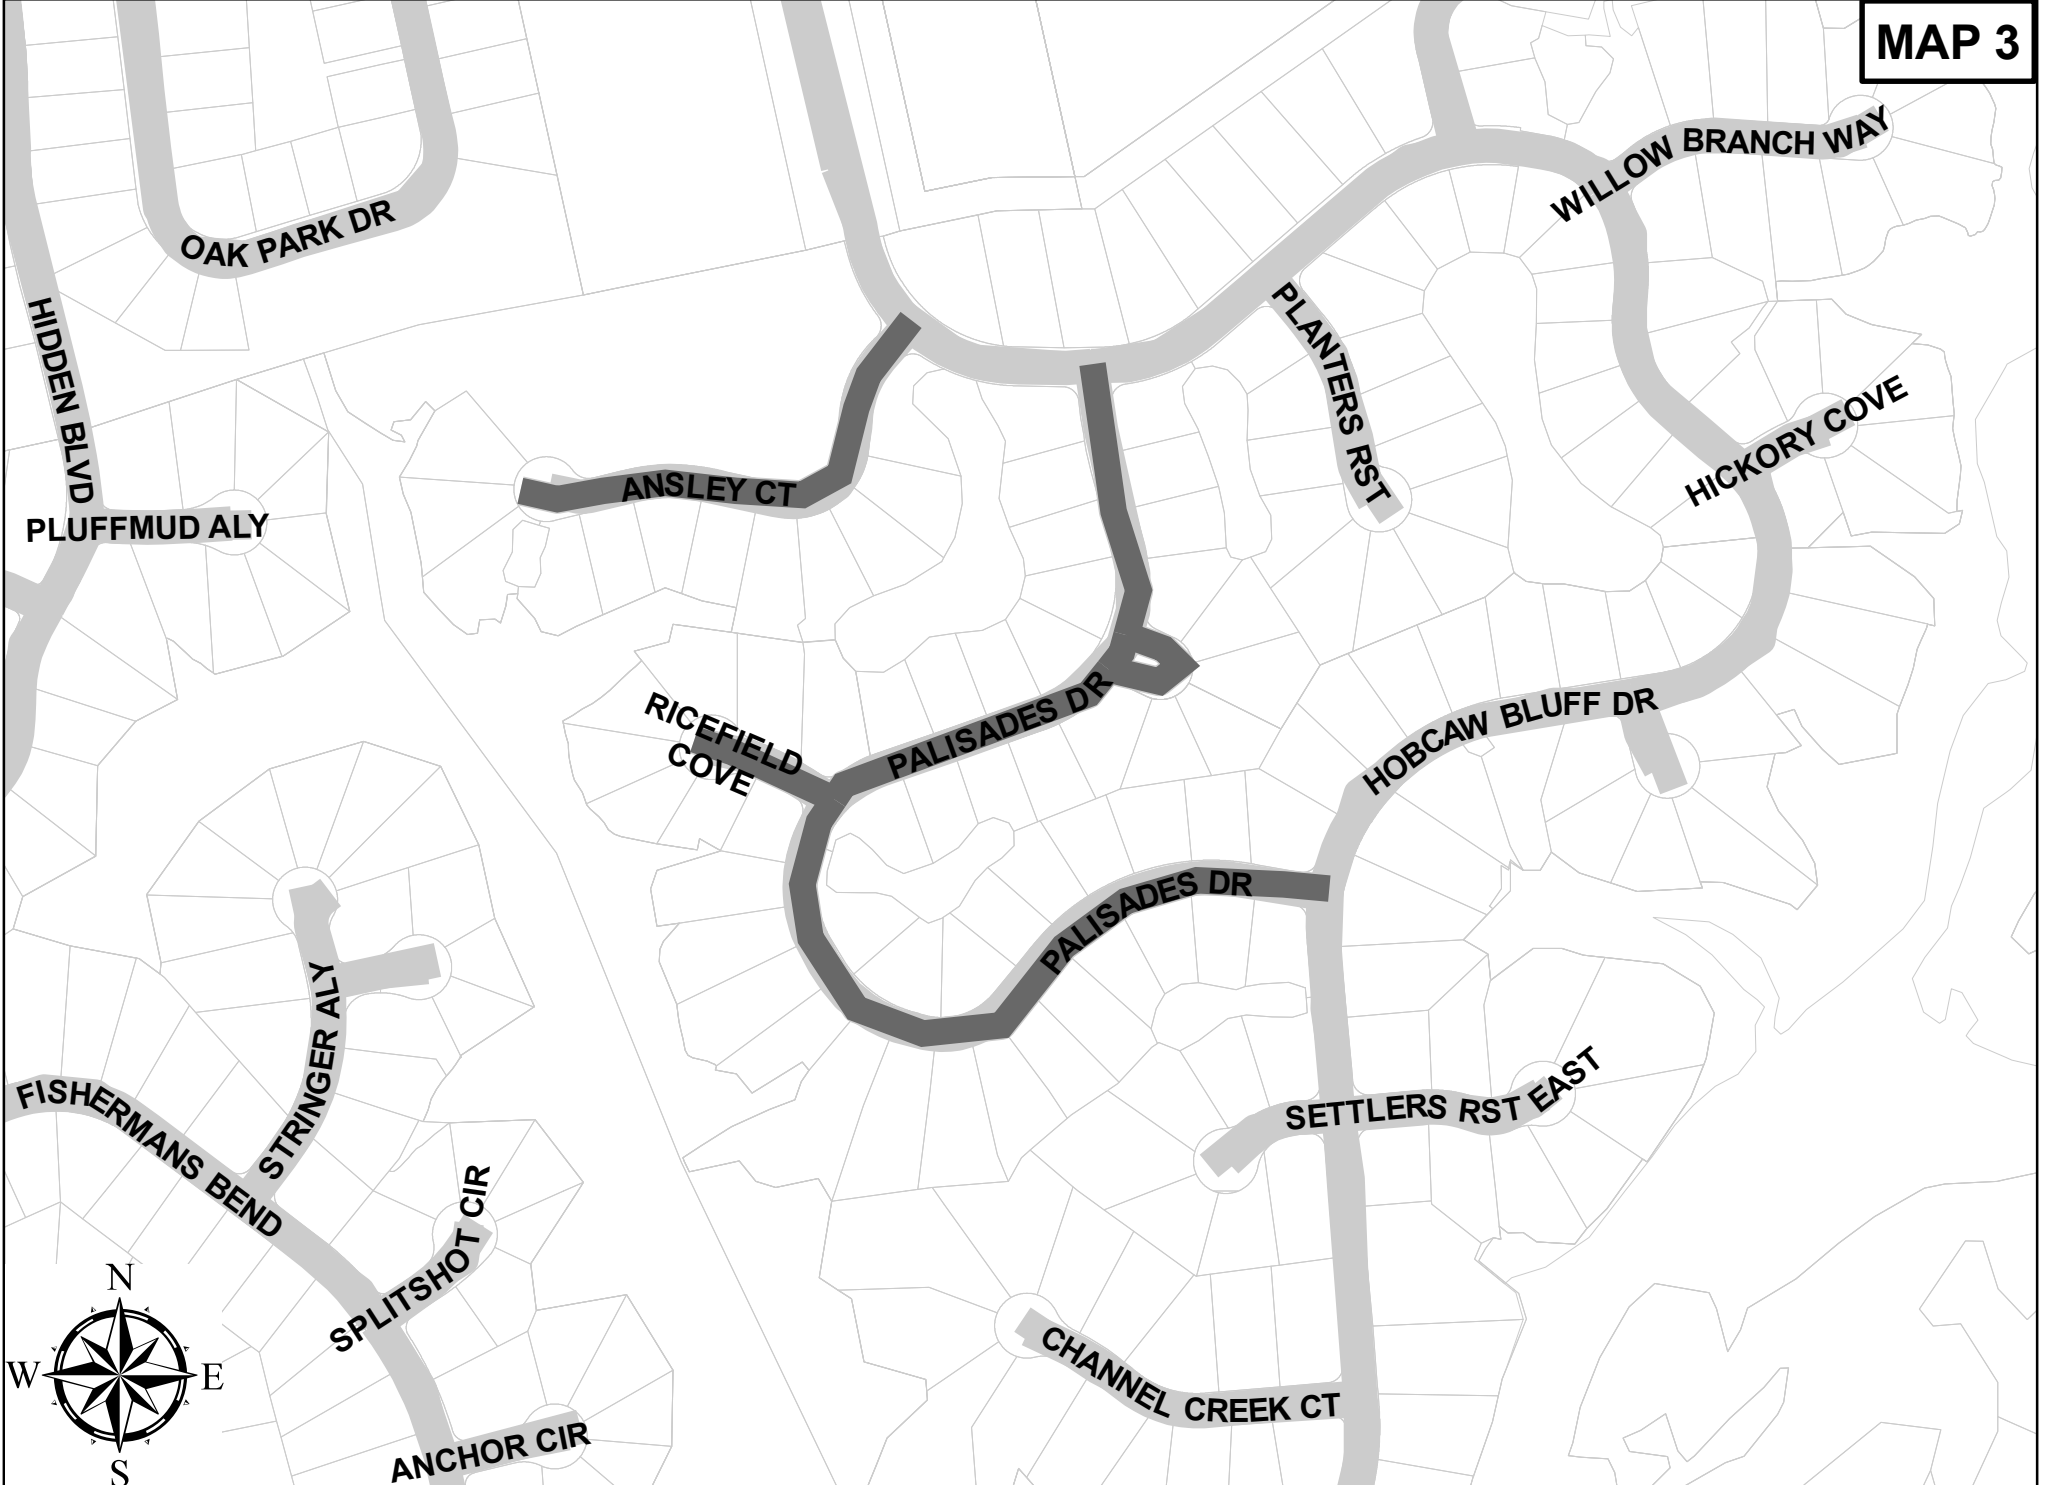 MAP 3
WILLOW BRANCH WAY
OAK PARK DR
HIDDEN BLVD
PLANTERS RST
HICKORY COVE
ANSLEY CT
PLUFFMUD ALY
RICEFIELD
COVE
PALISADES DR
HOBCAW BLUFF DR
PALISADES DR
STRINGER ALY
FISHERMANS BEND
SETTLERS RST EAST
SPLITSHOT CIR
CHANNEL CREEK CT
ANCHOR CIR
N
W
E
S